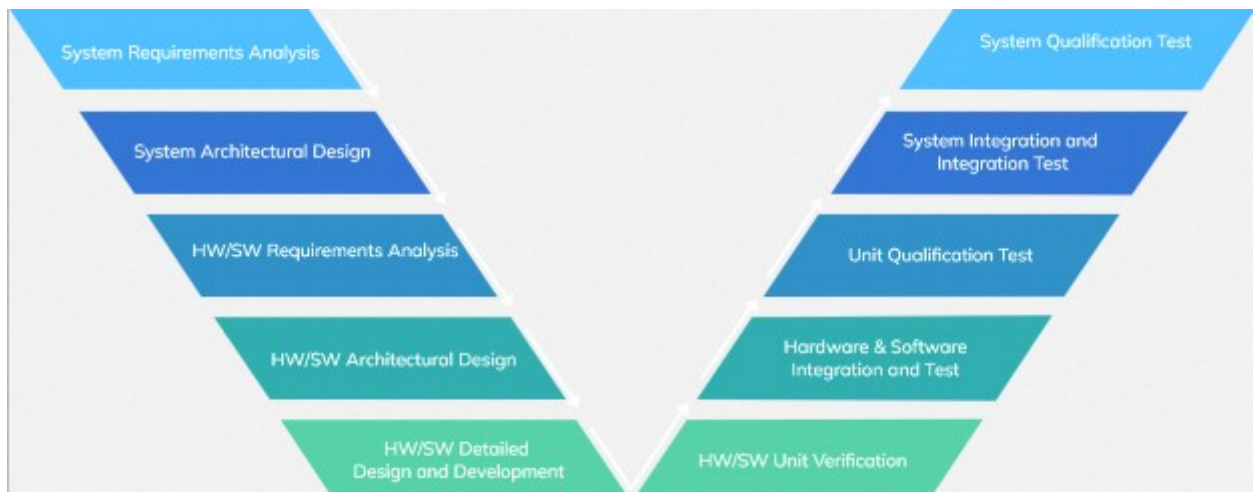 System Requirements Analysis
System Architectural Design
HW/SW Requirements Analysis
HW/SW Architectural Design
HW/SW Detailed
Design and Development
HW/SW Unit Verification
Hardware & Software
Integration and Test
Unit Qualification Test
System Integration and
Integration Test
System Qualification Test